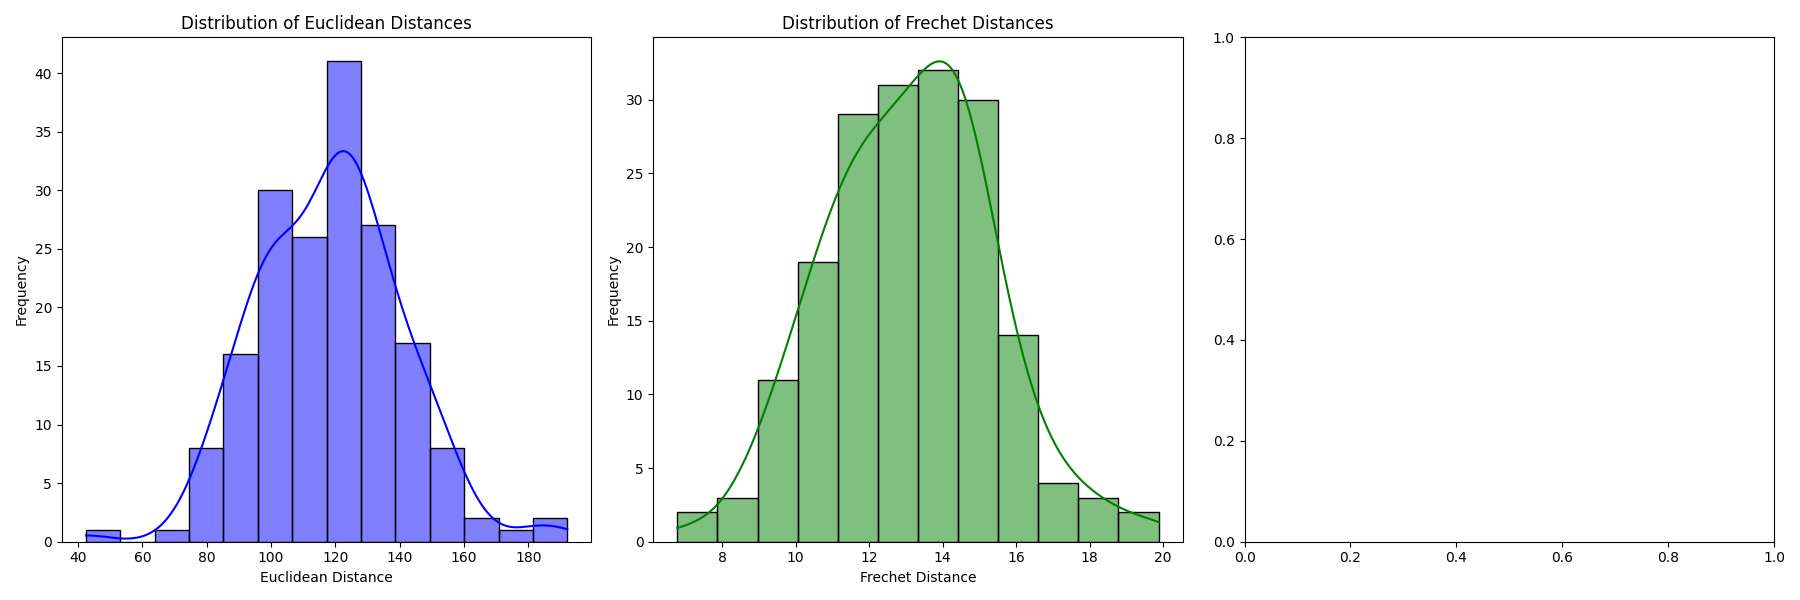 Distribution of Euclidean Distances
40
35
30
25
20
15
10
5
0
Frequency
40 60 80 100 120 140 160 180
Euclidean Distance
Distribution of Frechet Distances
30
25
20
15
10
5
0
Frequency
8 10 12 14 16 18 20
Frechet Distance
1.0
0.8
0.6
0.4
0.2
0.0
0.0 0.2 0.4 0.6 0.8 1.0